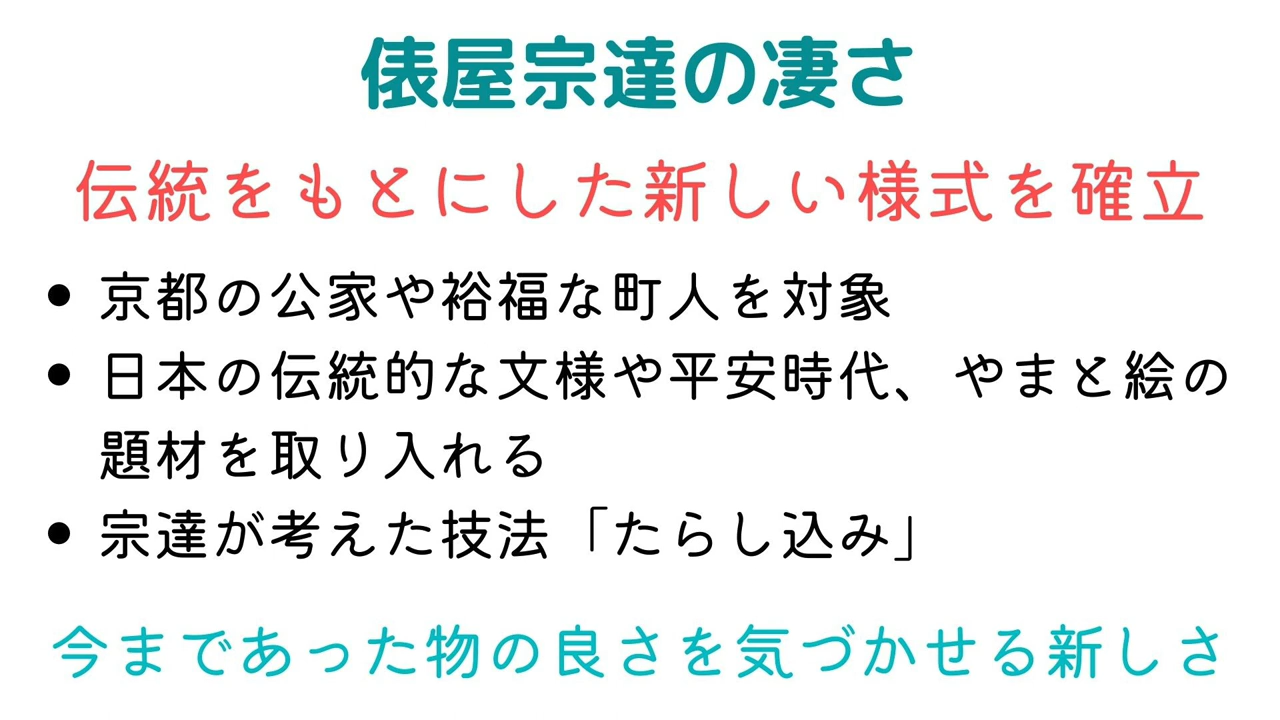 俵屋宗達の凄さ
伝統をもとにした新しい様式を確立
• 京都の公家や裕福な町人を対象
• 日本の伝統的な文様や平安時代、やまと絵の
題材を取り入れる
• 宗達が考えた技法「たらし込み」
今まであった物の良さを気づかせる新しさ